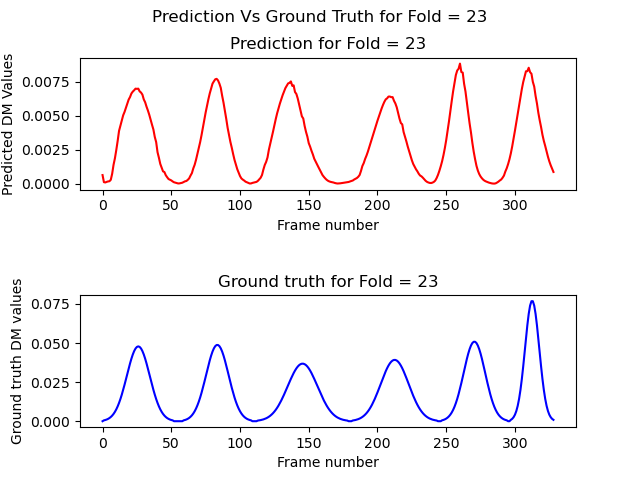 Prediction Vs Ground Truth for Fold = 23
Prediction for Fold = 23
Predicted DM Values
0.0075
0.0050
0.0025
0.0000
0 50 100 150 200 250 300
Frame number
Ground truth for Fold = 23
Ground truth DM values
0.075
0.050
0.025
0.000
0 50 100 150 200 250 300
Frame number